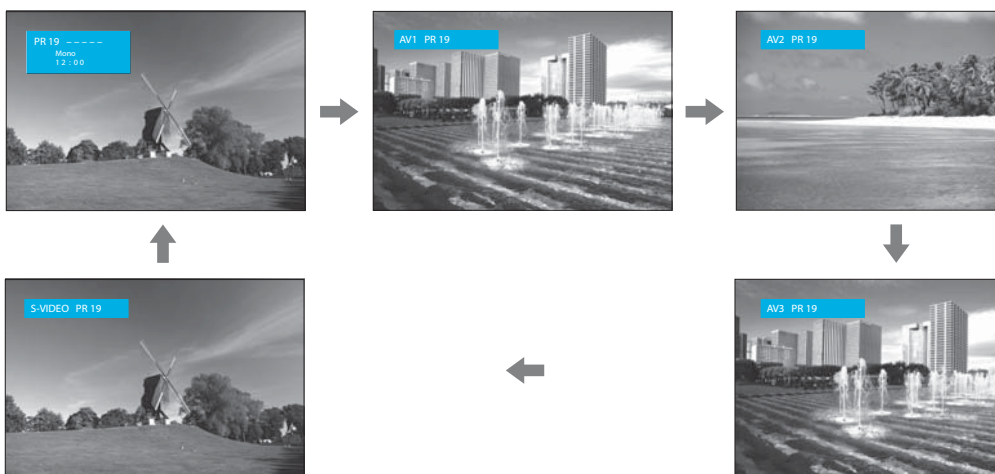 PR 19 – – – – –
Mono
12 : 00
AV1 PR 19
AV2 PR 19
AV3 PR 19
S-VIDEO PR 19